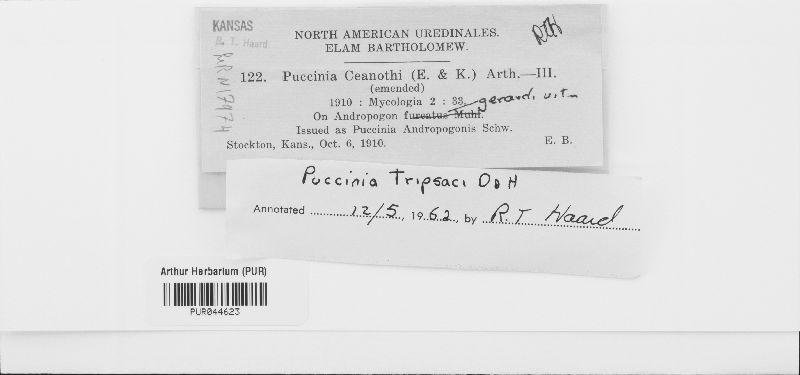 KANSAS
R. T. Haard
PUR N17974
NORTH AMERICAN UREDINALES.
ELAM BARTHOLOMEW.
RTH
122. Puccinia Ceanothi (E. & K.) Arth.—III.
(emended)
1910 : Mycologia 2 : 33. gerardi, vit—
On Andropogon furcatus Muhl.
Issued as Puccinia Andropogonis Schw.
Stockton, Kans., Oct. 6, 1910. E. B.
Puccinia Tripsaci D & H
Annotated 12/5, 1962, by R. T. Haard
Arthur Herbarium (PUR)
PUR044623